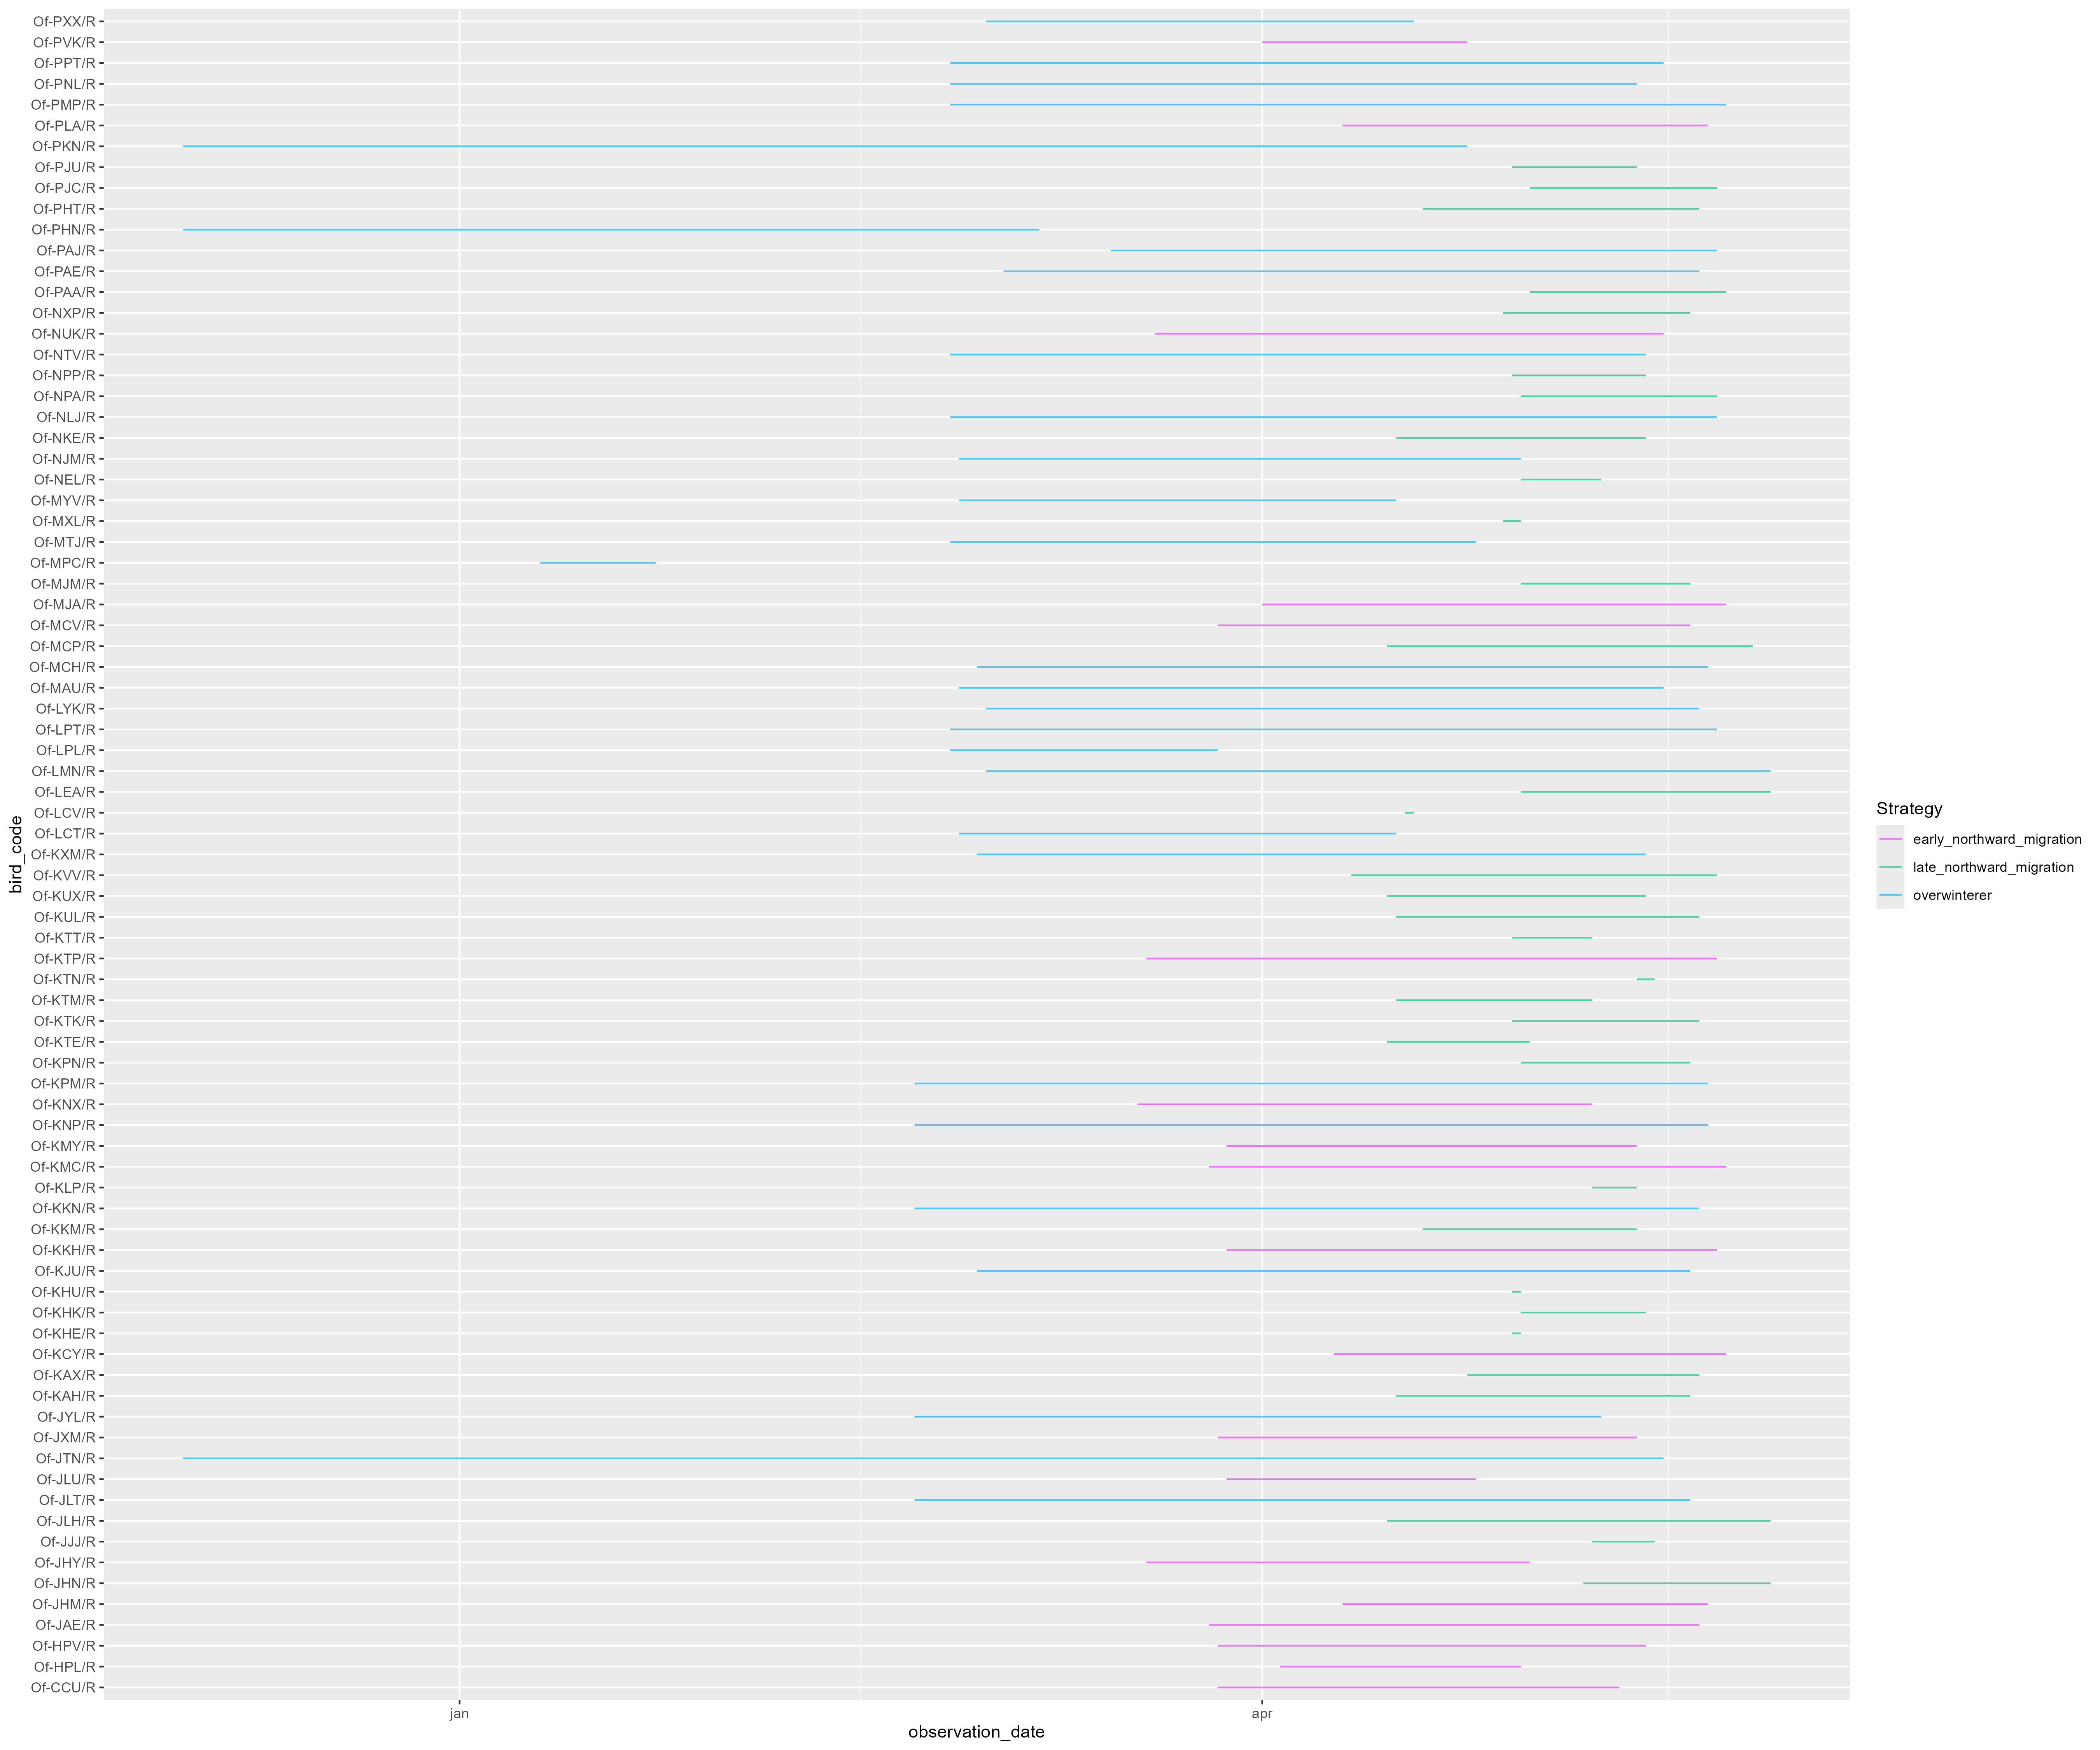 Of-PXX/R
Of-PVK/R
Of-PPT/R
Of-PNL/R
Of-PMP/R
Of-PLA/R
Of-PKN/R
Of-PJU/R
Of-PJC/R
Of-PHT/R
Of-PHN/R
Of-PAJ/R
Of-PAE/R
Of-PAA/R
Of-NXP/R
Of-NUK/R
Of-NTV/R
Of-NPP/R
Of-NPA/R
Of-NLJ/R
Of-NKE/R
Of-NJM/R
Of-NEL/R
Of-MYV/R
Of-MXL/R
Of-MTJ/R
Of-MPC/R
Of-MJM/R
Of-MJA/R
Of-MCV/R
Of-MCP/R
Of-MCH/R
Of-MAU/R
Of-LYK/R
Of-LPT/R
Of-LPL/R
Of-LMN/R
Of-LEA/R
Of-LCV/R
Of-LCT/R
Of-KXM/R
Of-KVV/R
Of-KUX/R
Of-KUL/R
Of-KTT/R
Of-KTP/R
Of-KTN/R
Of-KTM/R
Of-KTK/R
Of-KTE/R
Of-KPN/R
Of-KPM/R
Of-KNX/R
Of-KNP/R
Of-KMY/R
Of-KMC/R
Of-KLP/R
Of-KKN/R
Of-KKM/R
Of-KKH/R
Of-KJU/R
Of-KHU/R
Of-KHK/R
Of-KHE/R
Of-KCY/R
Of-KAX/R
Of-KAH/R
Of-JYL/R
Of-JXM/R
Of-JTN/R
Of-JLU/R
Of-JLT/R
Of-JLH/R
Of-JJJ/R
Of-JHY/R
Of-JHN/R
Of-JHM/R
Of-JAE/R
Of-HPV/R
Of-HPL/R
Of-CCU/R
bird_code
jan
apr
observation_date
Strategy
early_northward_migration
late_northward_migration
overwinterer